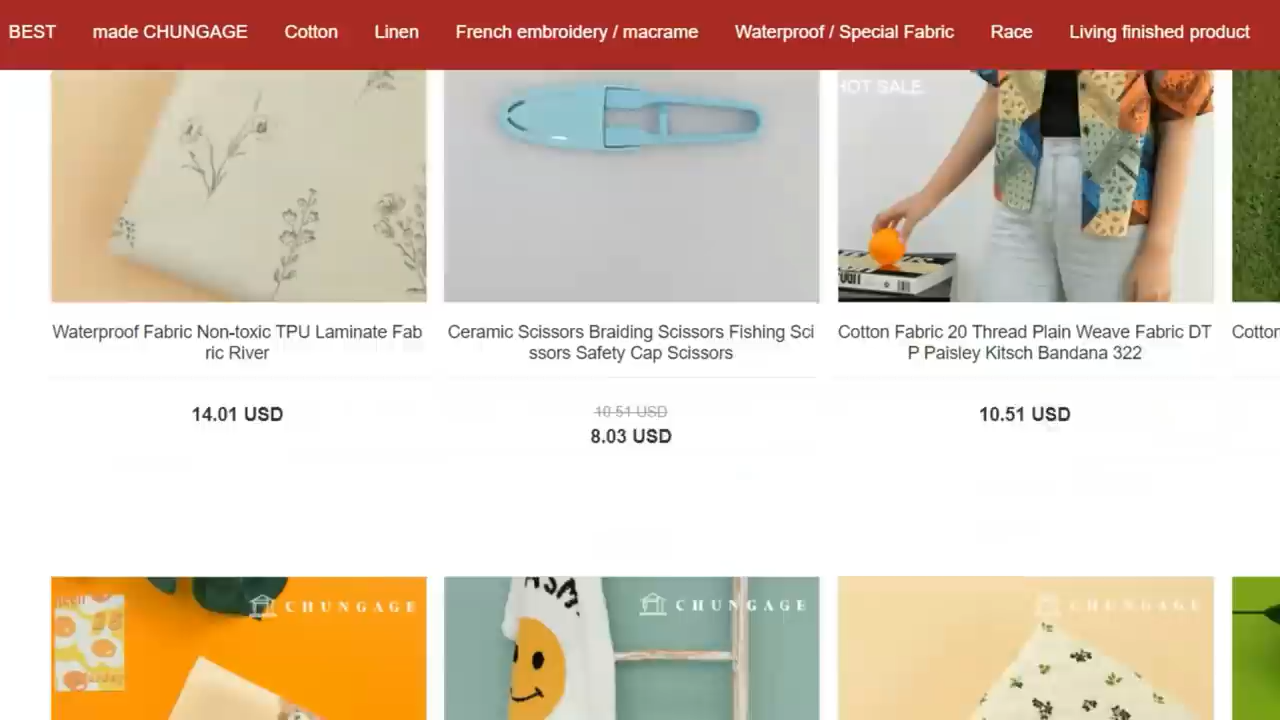 BEST made CHUNGAGE Cotton Linen French embroidery / macrame Waterproof / Special Fabric Race Living finished product
HOT SALE
Waterproof Fabric Non-toxic TPU Laminate Fab
ric River
14.01 USD
Ceramic Scissors Braiding Scissors Fishing Sci
ssors Safety Cap Scissors
10.51 USD
8.03 USD
Cotton Fabric 20 Thread Plain Weave Fabric DT
P Paisley Kitsch Bandana 322
10.51 USD
Cotton
CHUNGAGE
CHUNGAGE
CHUNGAGE